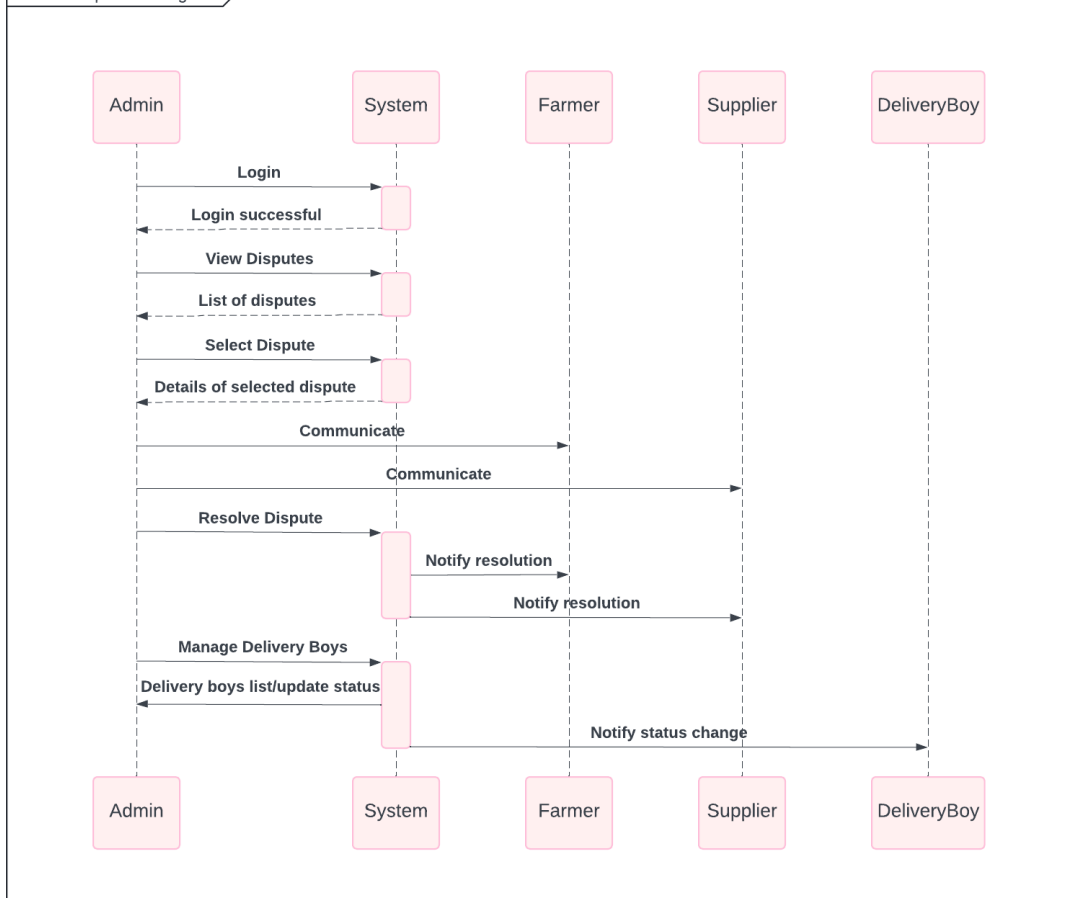 Admin
System
Farmer
Supplier
DeliveryBoy
Login
Login successful
View Disputes
List of disputes
Select Dispute
Details of selected dispute
Communicate
Communicate
Resolve Dispute
Notify resolution
Notify resolution
Manage Delivery Boys
Delivery boys list/update status
Notify status change
Admin
System
Farmer
Supplier
DeliveryBoy